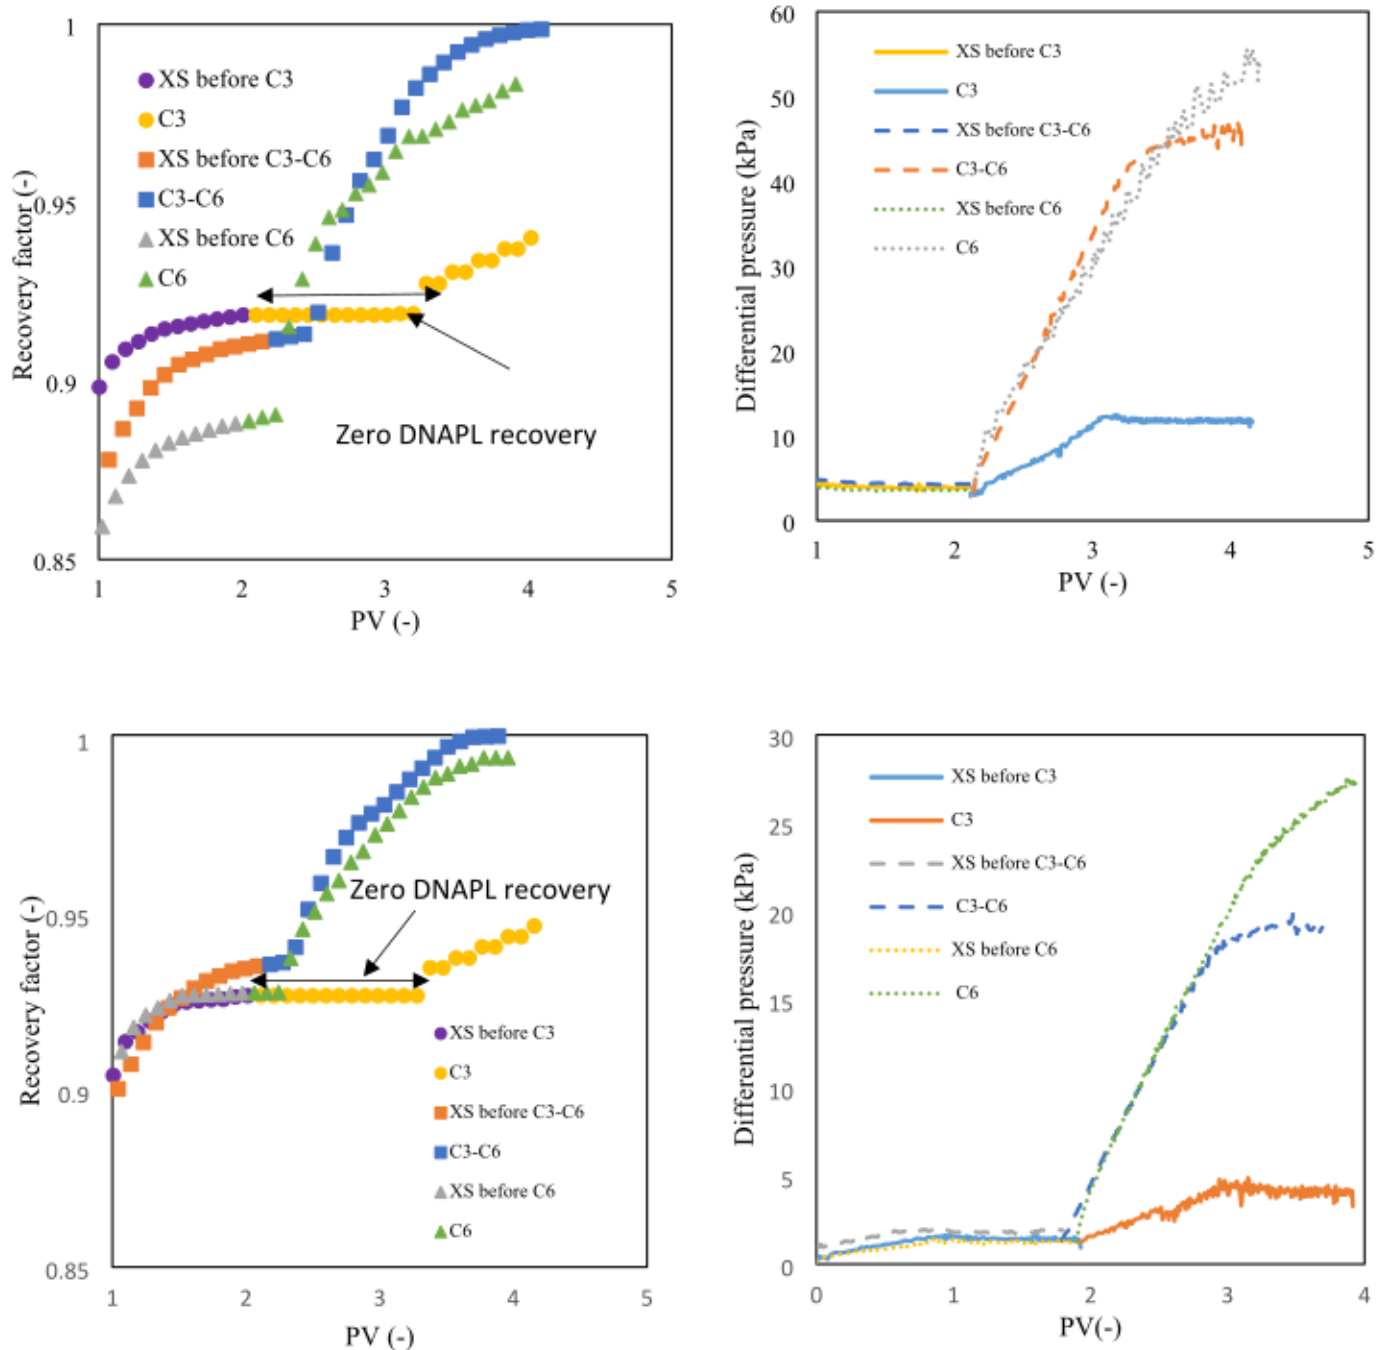 1
0.95
0.9
0.85
Recovery factor (-)
XS before C3
C3
XS before C3-C6
C3-C6
XS before C6
C6
Zero DNAPL recovery
1
2
3
4
5
PV (-)
60
50
40
30
20
10
0
Differential pressure (kPa)
XS before C3
C3
XS before C3-C6
C3-C6
XS before C6
C6
1
2
3
4
5
PV (-)
1
0.95
0.9
0.85
Recovery factor (-)
Zero DNAPL recovery
XS before C3
C3
XS before C3-C6
C3-C6
XS before C6
C6
1
2
3
4
5
PV (-)
30
25
20
15
10
5
0
Differential pressure (kPa)
XS before C3
C3
XS before C3-C6
C3-C6
XS before C6
C6
0
1
2
3
4
PV(-)